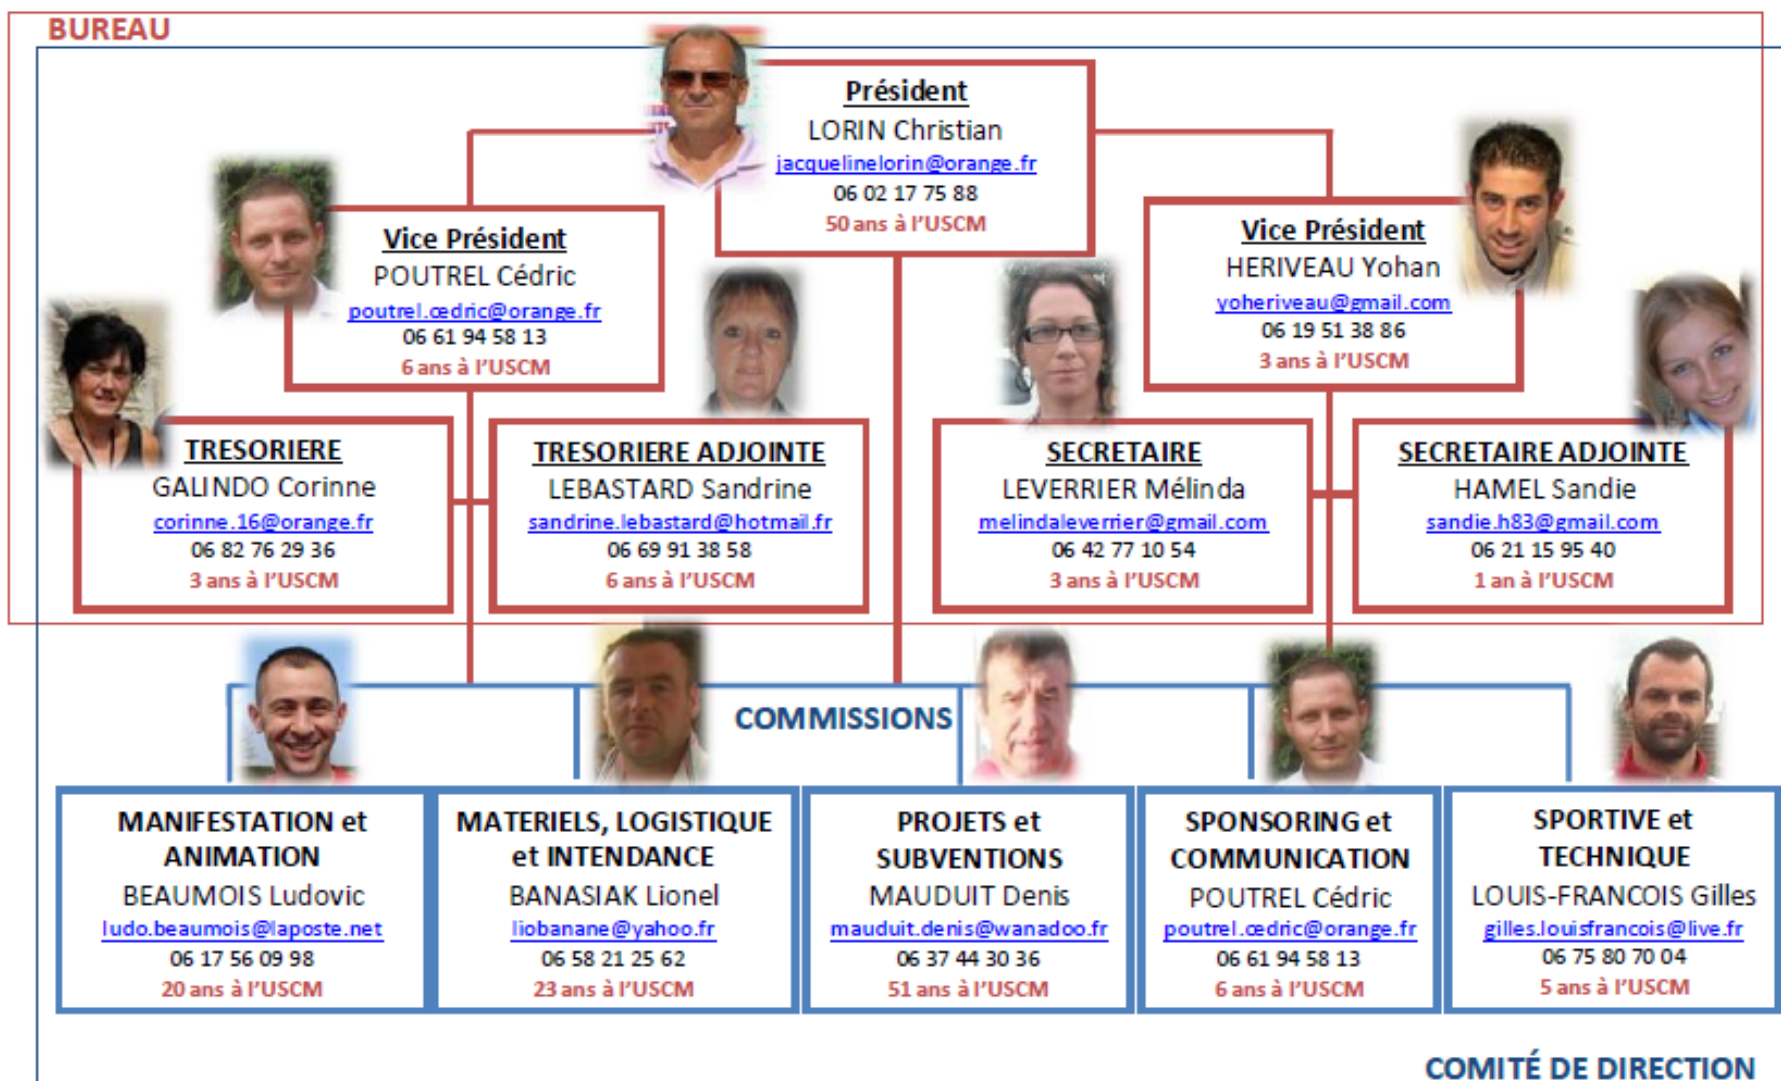 BUREAU
Président
LORIN Christian
jacquelinelorin@orange.fr
06 02 17 75 88
50 ans à l'USCM
Vice Président
POUTREL Cédric
poutrel.cedric@orange.fr
06 61 94 58 13
6 ans à l'USCM
Vice Président
HERIVEAU Yohan
yoheriveau@gmail.com
06 19 51 38 86
3 ans à l'USCM
TRESORIERE
GALINDO Corinne
corinne.16@orange.fr
06 82 76 29 36
3 ans à l'USCM
TRESORIERE ADJOINTE
LEBASTARD Sandrine
sandrine.lebastard@hotmail.fr
06 69 91 38 58
6 ans à l'USCM
SECRETAIRE
LEVERRIER Mélinda
melindaleverrier@gmail.com
06 42 77 10 54
3 ans à l'USCM
SECRETAIRE ADJOINTE
HAMEL Sandie
sandie.h83@gmail.com
06 21 15 95 40
1 an à l'USCM
COMMISSIONS
MANIFESTATION et
ANIMATION
BEAUMOIS Ludovic
ludo.beaumois@laposte.net
06 17 56 09 98
20 ans à l'USCM
MATERIELS, LOGISTIQUE
et INTENDANCE
BANASIAK Lionel
liobanane@yahoo.fr
06 58 21 25 62
23 ans à l'USCM
PROJETS et
SUBVENTIONS
MAUDUIT Denis
mauduit.denis@wanadoo.fr
06 37 44 30 36
51 ans à l'USCM
SPONSORING et
COMMUNICATION
POUTREL Cédric
poutrel.cedric@orange.fr
06 61 94 58 13
6 ans à l'USCM
SPORTIVE et
TECHNIQUE
LOUIS-FRANCOIS Gilles
gilles.louisfrancois@live.fr
06 75 80 70 04
5 ans à l'USCM
COMITÉ DE DIRECTION